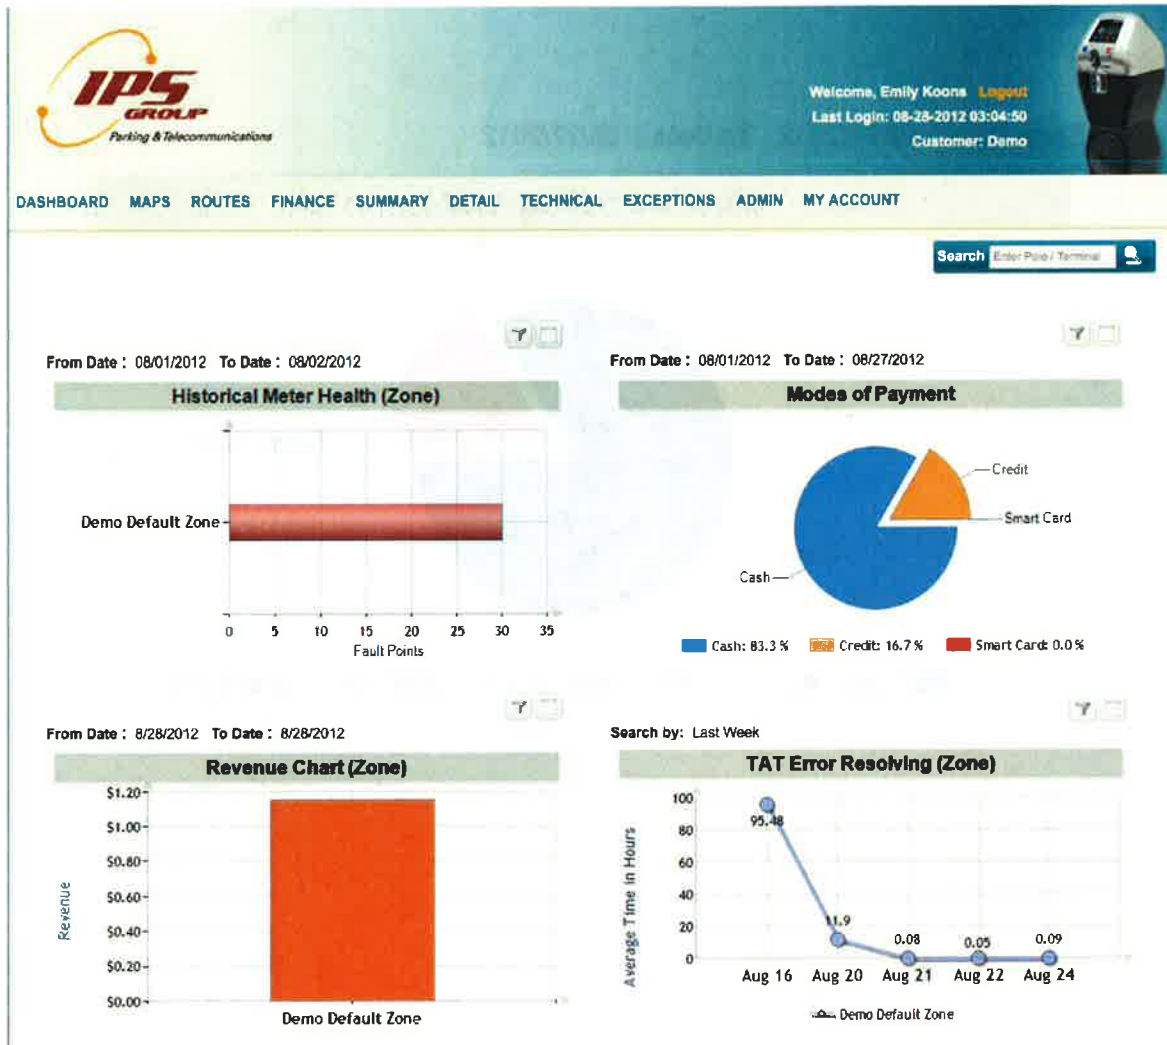 IPS
GROUP
Parking & Telecommunications
Welcome, Emily Koons Logout
Last Login: 08-28-2012 03:04:50
Customer: Demo
DASHBOARD MAPS ROUTES FINANCE SUMMARY DETAIL TECHNICAL EXCEPTIONS ADMIN MY ACCOUNT
Search Enter Pole / Terminal
From Date : 08/01/2012 To Date : 08/02/2012
Historical Meter Health (Zone)
Demo Default Zone
0 5 10 15 20 25 30 35
Fault Points
From Date : 08/01/2012 To Date : 08/27/2012
Modes of Payment
Credit
Smart Card
Cash
Cash: 83.3 % Credit: 16.7 % Smart Card: 0.0 %
From Date : 8/28/2012 To Date : 8/28/2012
Revenue Chart (Zone)
$1.20
$1.00
$0.80
$0.60
$0.40
$0.20
$0.00
Revenue
Demo Default Zone
Search by: Last Week
TAT Error Resolving (Zone)
100
80
60
40
20
0
Average Time in Hours
95.48
11.9
0.08
0.05
0.09
Aug 16 Aug 20 Aug 21 Aug 22 Aug 24
Demo Default Zone